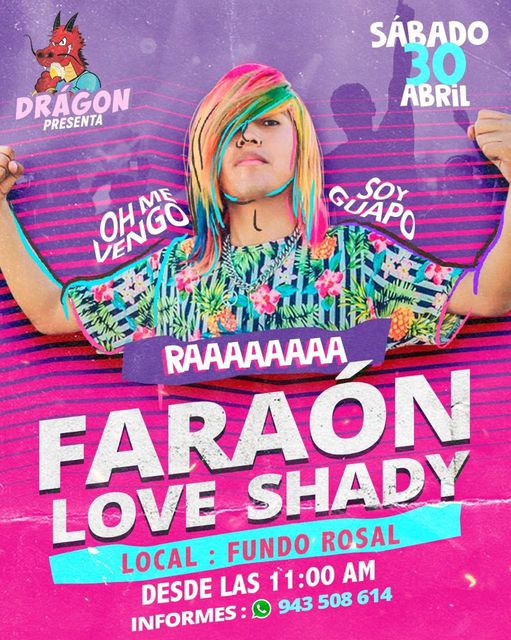 DRÁGON
PRESENTA
SÁBADO
30
ABRIL
OH, ME
VENGO
SOY
GUAPO
RAAAAAAAA
FARAÓN
LOVE SHADY
LOCAL : FUNDO ROSAL
DESDE LAS 11:00 AM
INFORMES : 943 508 614